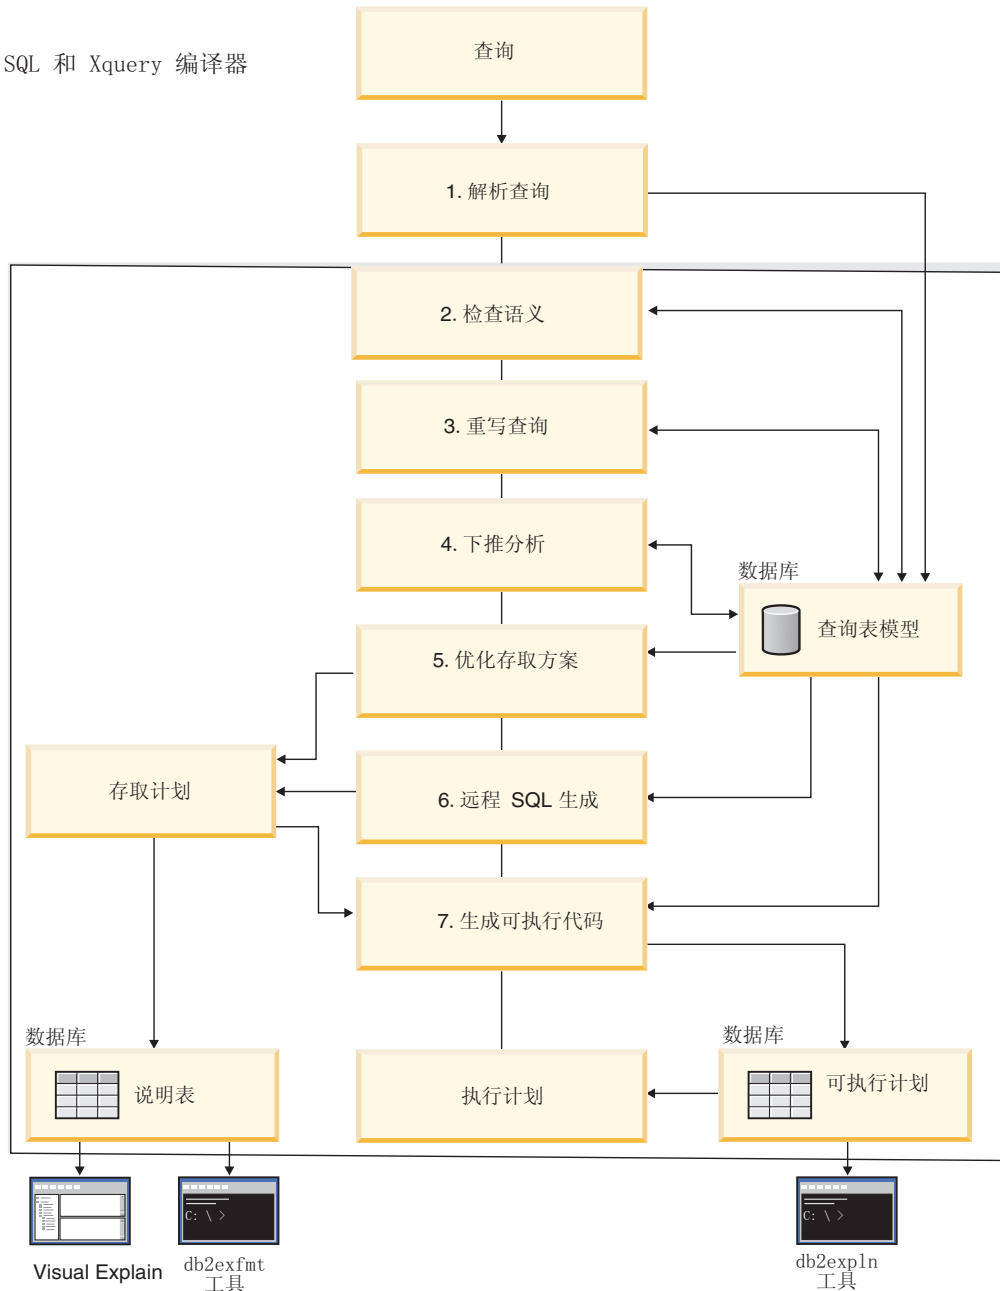 查询
SQL 和 Xquery 编译器
1. 解析查询
2. 检查语义
3. 重写查询
4. 下推分析
数据库
查询表模型
5. 优化存取方案
存取计划
6. 远程 SQL 生成
7. 生成可执行代码
数据库
说明表
执行计划
数据库
可执行计划
C: \ >
C: \ >
Visual Explain
db2exfmt
工具
db2expln
工具